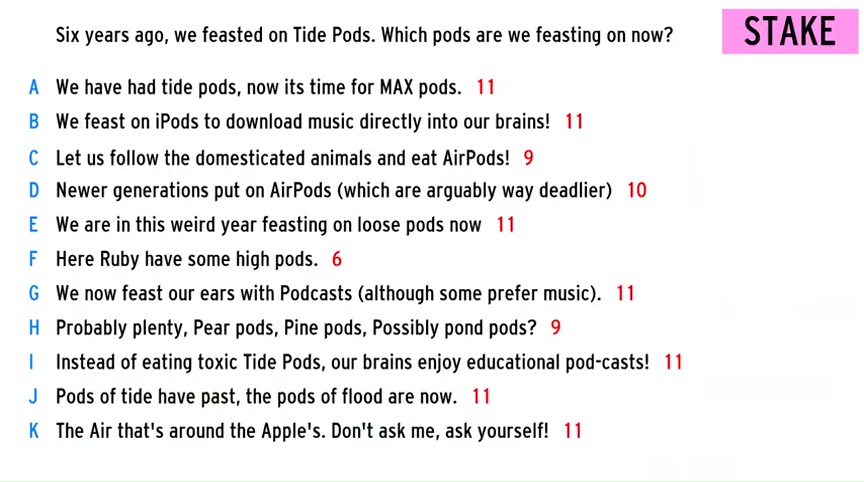 Six years ago, we feasted on Tide Pods. Which pods are we feasting on now?
STAKE
A We have had tide pods, now its time for MAX pods. 11
B We feast on iPods to download music directly into our brains! 11
C Let us follow the domesticated animals and eat AirPods! 9
D Newer generations put on AirPods (which are arguably way deadlier) 10
E We are in this weird year feasting on loose pods now 11
F Here Ruby have some high pods. 6
G We now feast our ears with Podcasts (although some prefer music). 11
H Probably plenty, Pear pods, Pine pods, Possibly pond pods? 9
I Instead of eating toxic Tide Pods, our brains enjoy educational pod-casts! 11
J Pods of tide have past, the pods of flood are now. 11
K The Air that's around the Apple's. Don't ask me, ask yourself! 11